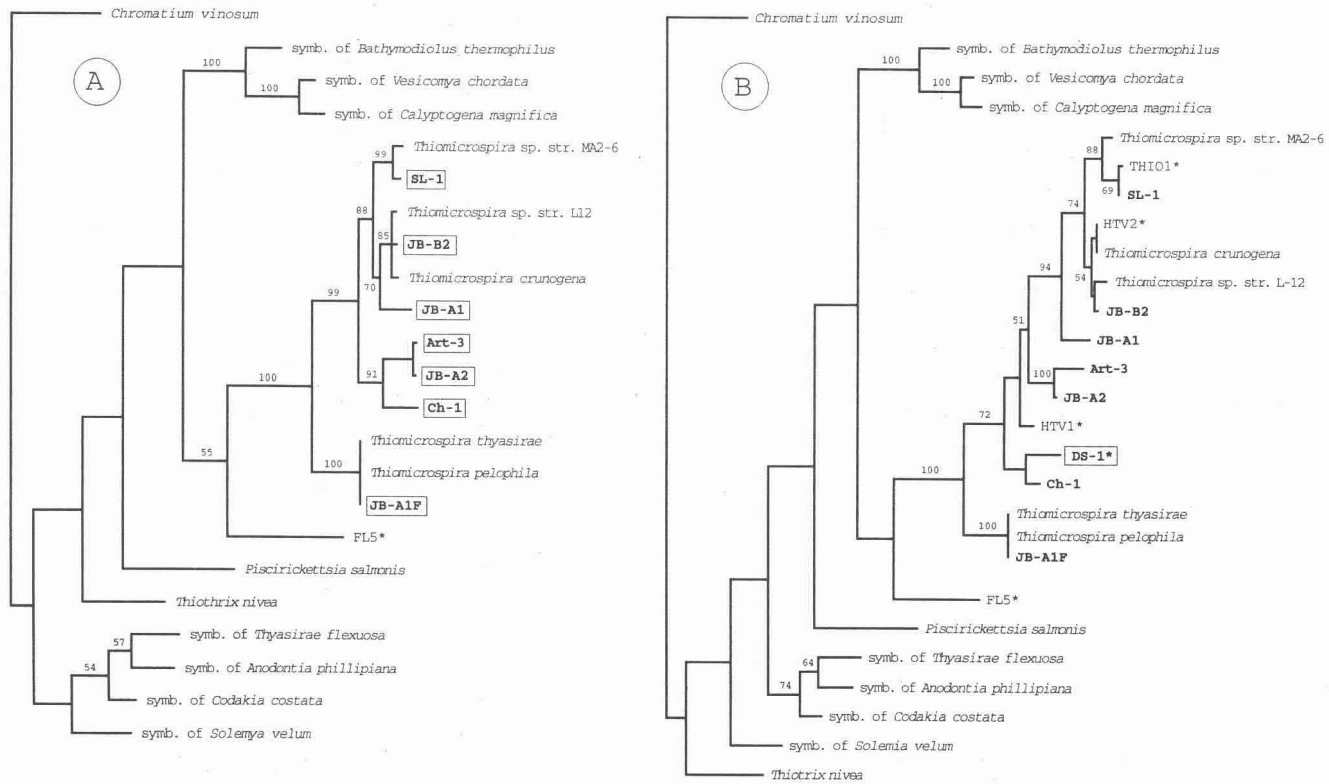 Chromatium vinosum
symb. of Bathymodiolus thermophilus
100
A
symb. of Vesicomya chordata
100
symb. of Calyptogena magnifica
Thiomicrospira sp. str. MA2-6
99
SL-1
88
Thiomicrospira sp. str. L12
85
JB-B2
Thiomicrospira crunogena
70
99
JB-A1
Art-3
JB-A2
91
100
Ch-1
Thiomicrospira thyasirae
Thiomicrospira pelophila
100
JB-A1F
55
FL5*
Piscirickettsia salmonis
Thiothrix nivea
symb. of Thyasirae flexuosa
57
symb. of Anodontia phillipiana
54
symb. of Codakia costata
symb. of Solemya velum
Chromatium vinosum
symb. of Bathymodiolus thermophilus
100
B
symb. of Vesicomya chordata
100
symb. of Calyptogena magnifica
Thiomicrospira sp. str. MA2-6
88
THIO1*
69
SL-1
74
HTV2*
Thiomicrospira crunogena
94
54
Thiomicrospira sp. str. L-12
JB-B2
51
JB-A1
Art-3
100
JB-A2
72
HTV1*
DS-1*
100
Ch-1
Thiomicrospira thyasirae
100
Thiomicrospira pelophila
JB-A1F
FL5*
Piscirickettsia salmonis
symb. of Thyasirae flexuosa
64
symb. of Anodontia phillipiana
74
symb. of Codakia costata
symb. of Solemia velum
Thiotrix nivea